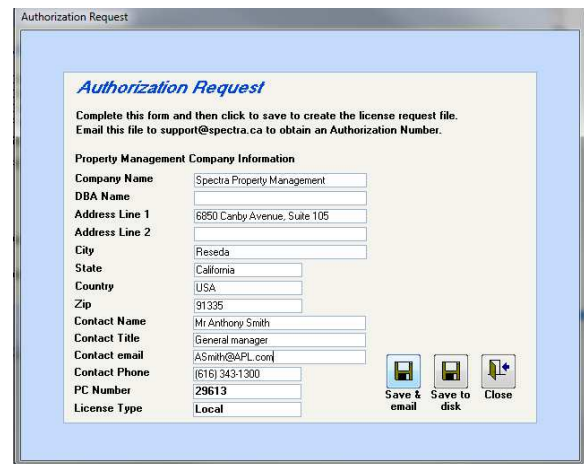 Authorization Request
Authorization Request
Complete this form and then click to save to create the license request file.
Email this file to support@spectra.ca to obtain an Authorization Number.
Property Management Company Information
Company Name Spectra Property Management
DBA Name
Address Line 1 6850 Canby Avenue, Suite 105
Address Line 2
City Reseda
State California
Country USA
Zip 91335
Contact Name Mr Anthony Smith
Contact Title General manager
Contact email ASmith@APL.com
Contact Phone (616) 343-1300
PC Number 29613
License Type Local
Save & email
Save to disk
Close